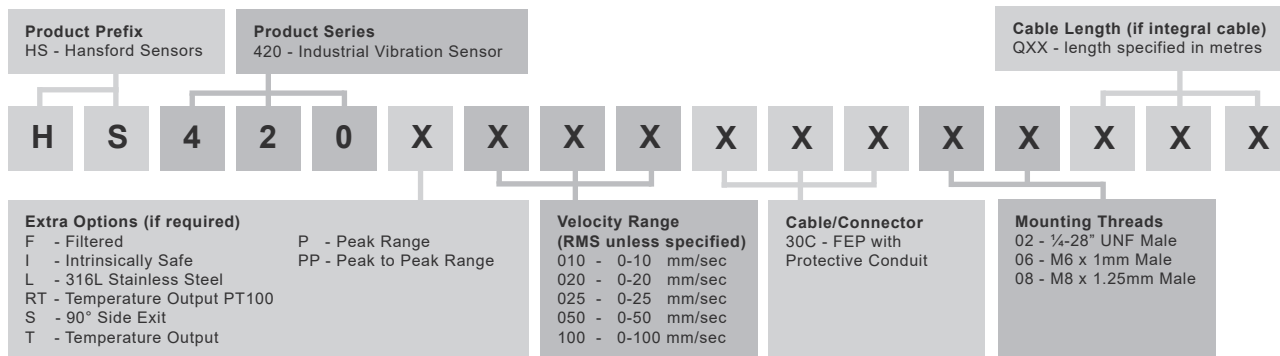 Product Prefix
HS - Hansford Sensors
Product Series
420 - Industrial Vibration Sensor
Cable Length (if integral cable)
QXX - length specified in metres
H S 4 2 0 X X X X X X X X X X X X
Extra Options (if required)
F - Filtered
I - Intrinsically Safe
L - 316L Stainless Steel
RT - Temperature Output PT100
S - 90° Side Exit
T - Temperature Output
P - Peak Range
PP - Peak to Peak Range
Velocity Range
(RMS unless specified)
010 - 0-10 mm/sec
020 - 0-20 mm/sec
025 - 0-25 mm/sec
050 - 0-50 mm/sec
100 - 0-100 mm/sec
Cable/Connector
30C - FEP with
Protective Conduit
Mounting Threads
02 - ¼-28" UNF Male
06 - M6 x 1mm Male
08 - M8 x 1.25mm Male